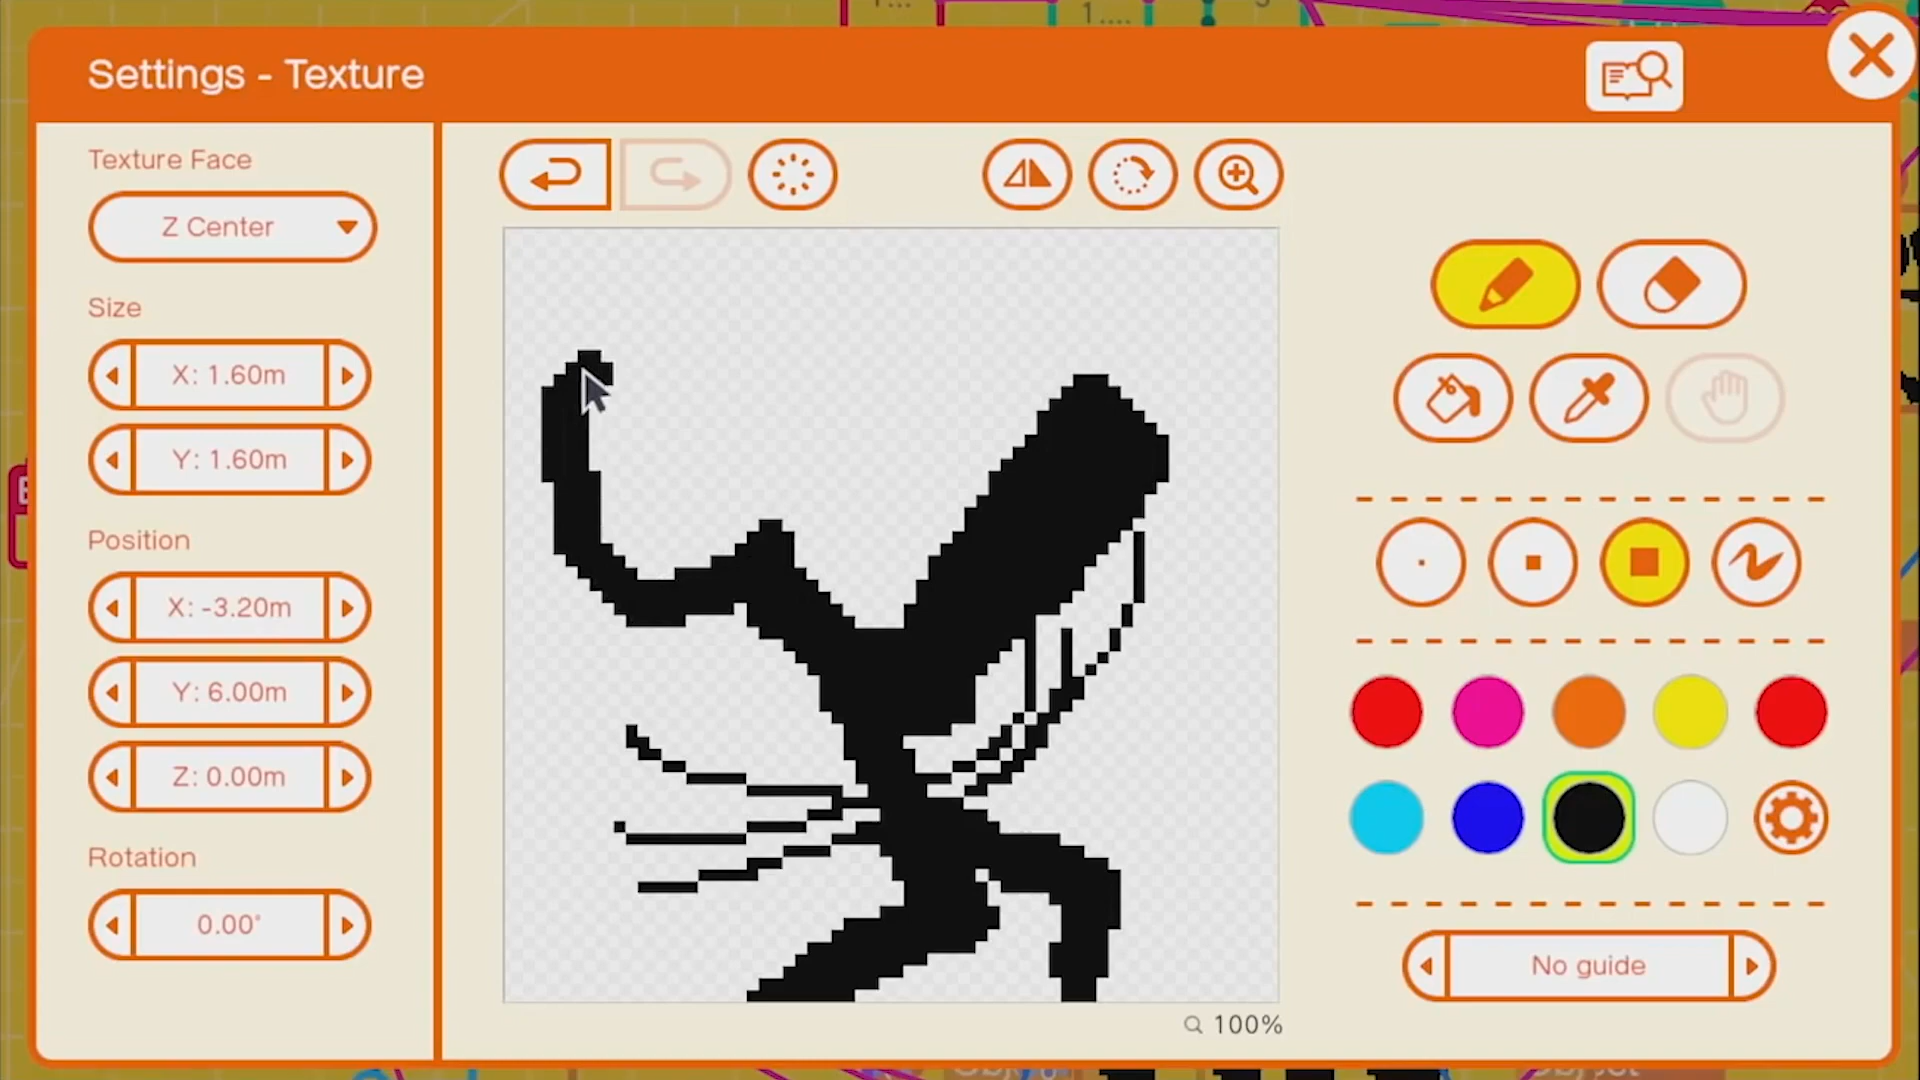 Settings - Texture
Texture Face
Z Center
Size
X: 1.60m
Y: 1.60m
Position
X: -3.20m
Y: 6.00m
Z: 0.00m
Rotation
0.00°
No guide
100%